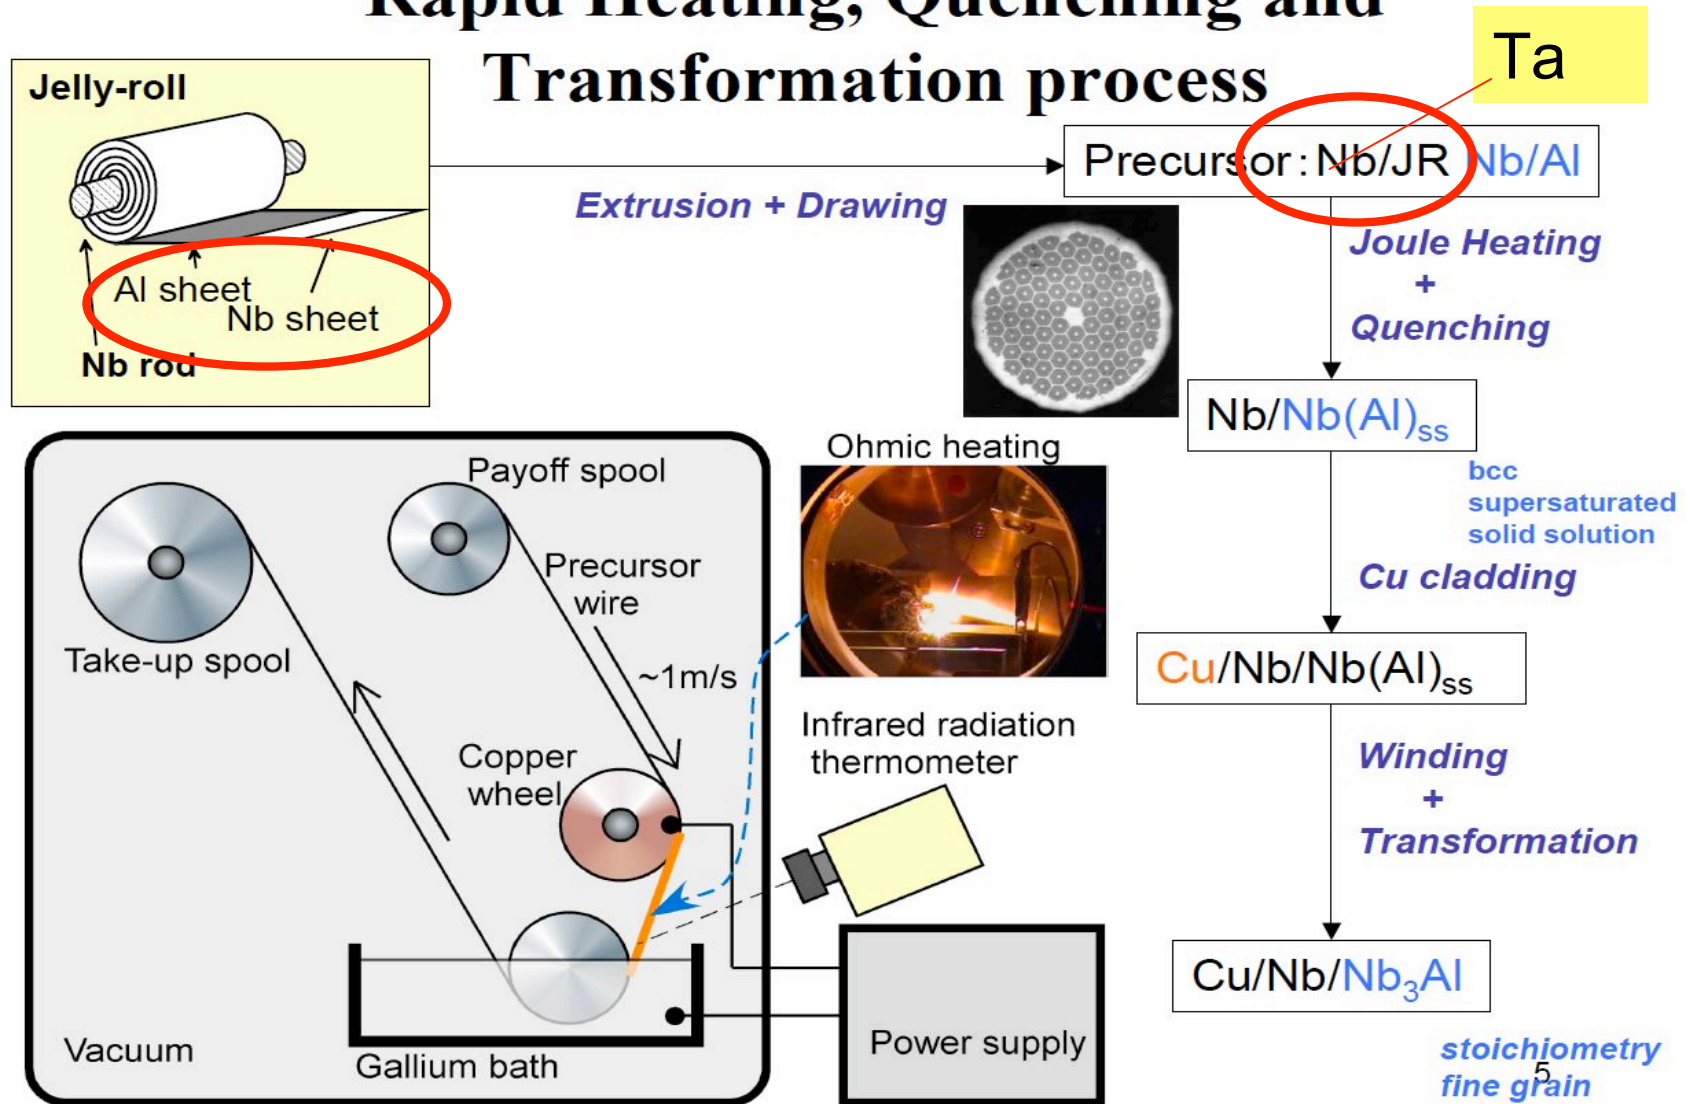 Rapid Heating, Quenching and
Transformation process
Ta
Jelly-roll
Al sheet
Nb sheet
Nb rod
Extrusion + Drawing
Precursor : Nb/JR Nb/Al
Joule Heating
+
Quenching
Nb/Nb(Al)ss
bcc
supersaturated
solid solution
Cu cladding
Cu/Nb/Nb(Al)ss
Winding
+
Transformation
Cu/Nb/Nb3Al
stoichiometry
fine grain
5
Payoff spool
Precursor
wire
~1m/s
Take-up spool
Copper
wheel
Vacuum
Gallium bath
Ohmic heating
Infrared radiation
thermometer
Power supply